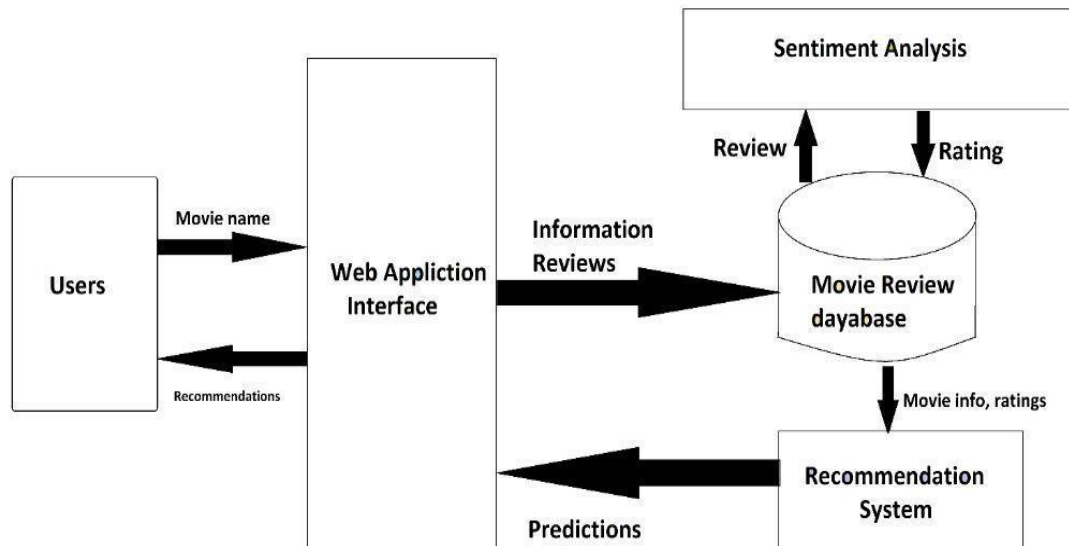 Sentiment Analysis
Review
Rating
Movie name
Users
Recommendations
Web Appliction
Interface
Information
Reviews
Movie Review
dayabase
Movie info, ratings
Recommendation
System
Predictions